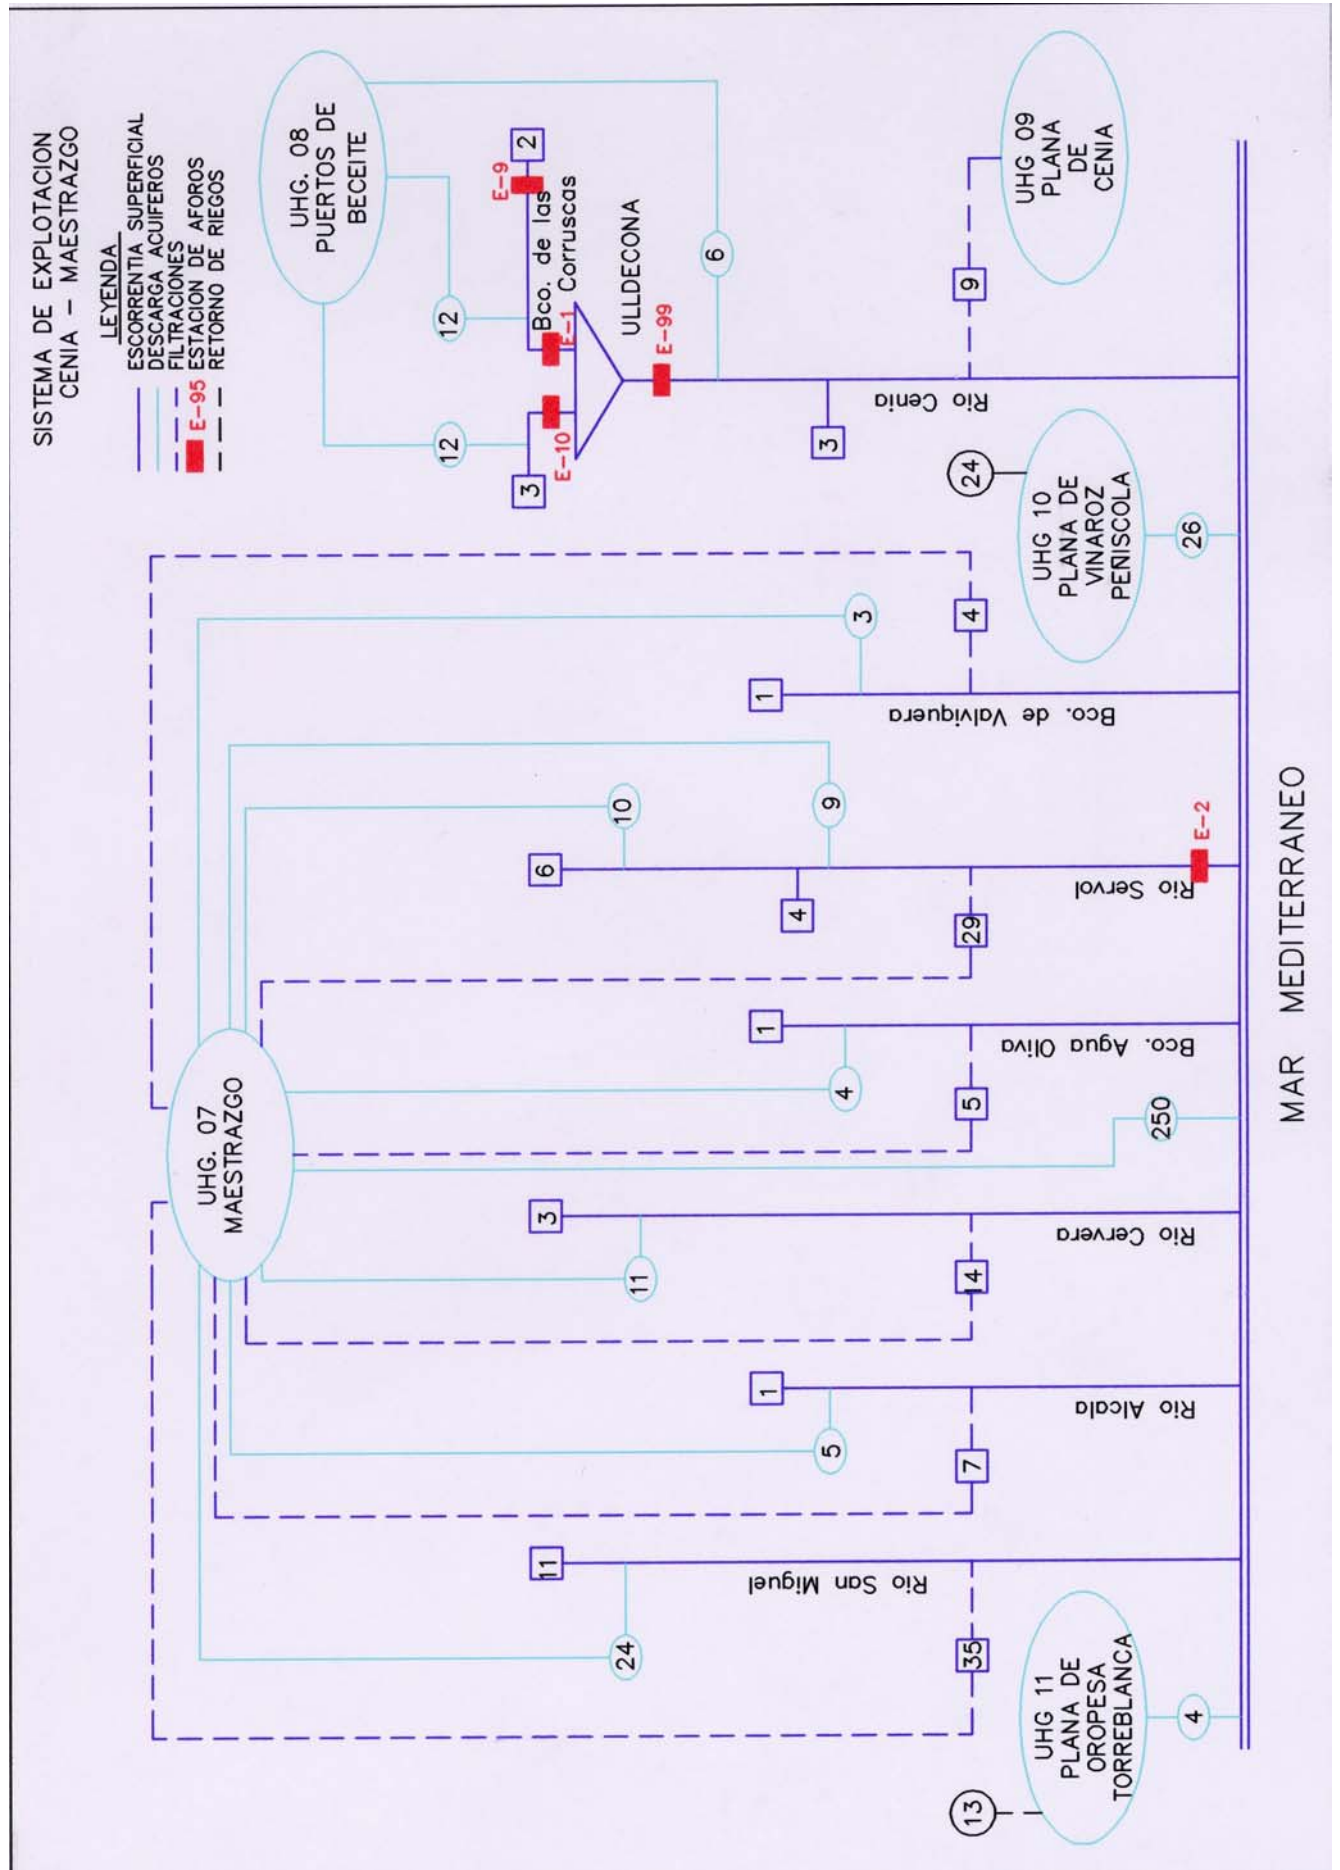 SISTEMA DE EXPLOTACION
CENIA – MAESTRAZGO
LEYENDA
ESCORRENTIA SUPERFICIAL
DESCARGA ACUIFEROS
FILTRACIONES
E-95 ESTACION DE AFOROS
RETORNO DE RIEGOS
UHG. 07
MAESTRAZGO
UHG. 08
PUERTOS DE
BECEITE
12
12
E-9
2
Bco. de las
Corruscas
3
E-10
E-1
ULLDECONA
E-99
6
3
Rio Cenia
9
UHG 09
PLANA
DE
CENIA
24
UHG 10
PLANA DE
VINAROZ
PEÑISCOLA
26
1
3
4
Bco. de Valviquera
6
10
4
9
29
Rio Servol
E-2
1
4
5
Bco. Agua Oliva
250
3
11
14
Rio Cervera
1
5
7
Rio Alcala
11
24
35
Rio San Miguel
13
UHG 11
PLANA DE
OROPESA
TORREBLANCA
4
MAR MEDITERRANEO